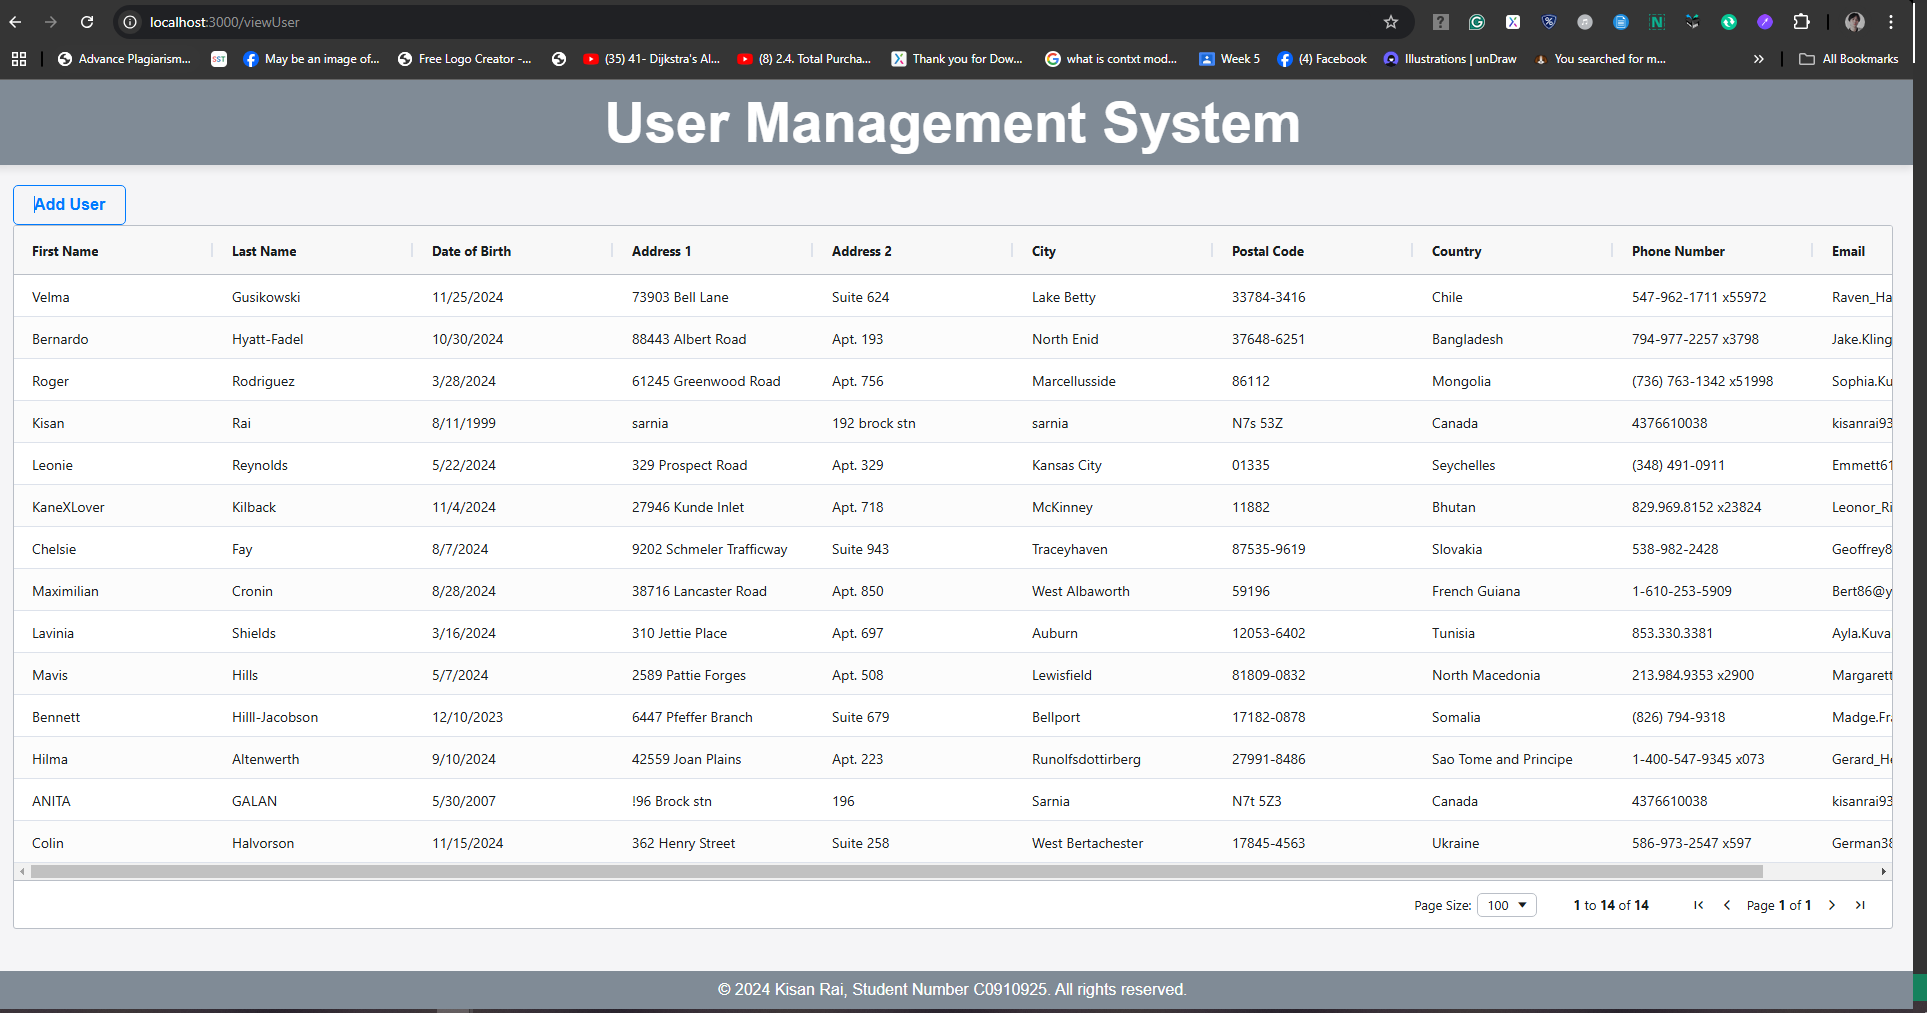 localhost:3000/viewUser
Advance Plagiarism... SST May be an image of... Free Logo Creator -... (35) 41- Dijkstra's Al... (8) 2.4. Total Purcha... Thank you for Dow... what is contxt mod... Week 5 (4) Facebook Illustrations | unDraw You searched for m... All Bookmarks
User Management System
Add User
First Name Last Name Date of Birth Address 1 Address 2 City Postal Code Country Phone Number Email
Velma Gusikowski 11/25/2024 73903 Bell Lane Suite 624 Lake Betty 33784-3416 Chile 547-962-1711 x55972 Raven_Ha
Bernardo Hyatt-Fadel 10/30/2024 88443 Albert Road Apt. 193 North Enid 37648-6251 Bangladesh 794-977-2257 x3798 Jake.Kling
Roger Rodriguez 3/28/2024 61245 Greenwood Road Apt. 756 Marcellusside 86112 Mongolia (736) 763-1342 x51998 Sophia.Ku
Kisan Rai 8/11/1999 sarnia 192 brock stn sarnia N7s 53Z Canada 4376610038 kisanrai93
Leonie Reynolds 5/22/2024 329 Prospect Road Apt. 329 Kansas City 01335 Seychelles (348) 491-0911 Emmett61
KaneXLover Kilback 11/4/2024 27946 Kunde Inlet Apt. 718 McKinney 11882 Bhutan 829.969.8152 x23824 Leonor_Ri
Chelsie Fay 8/7/2024 9202 Schmeler Trafficway Suite 943 Traceyhaven 87535-9619 Slovakia 538-982-2428 Geoffrey8
Maximilian Cronin 8/28/2024 38716 Lancaster Road Apt. 850 West Albaworth 59196 French Guiana 1-610-253-5909 Bert86@y
Lavinia Shields 3/16/2024 310 Jettie Place Apt. 697 Auburn 12053-6402 Tunisia 853.330.3381 Ayla.Kuva
Mavis Hills 5/7/2024 2589 Pattie Forges Apt. 508 Lewisfield 81809-0832 North Macedonia 213.984.9353 x2900 Margarett
Bennett Hilll-Jacobson 12/10/2023 6447 Pfeffer Branch Suite 679 Bellport 17182-0878 Somalia (826) 794-9318 Madge.Fra
Hilma Altenwerth 9/10/2024 42559 Joan Plains Apt. 223 Runolfsdottirberg 27991-8486 Sao Tome and Principe 1-400-547-9345 x073 Gerard_He
ANITA GALAN 5/30/2007 !96 Brock stn 196 Sarnia N7t 5Z3 Canada 4376610038 kisanrai93
Colin Halvorson 11/15/2024 362 Henry Street Suite 258 West Bertachester 17845-4563 Ukraine 586-973-2547 x597 German38
Page Size: 100 1 to 14 of 14 Page 1 of 1
© 2024 Kisan Rai, Student Number C0910925. All rights reserved.